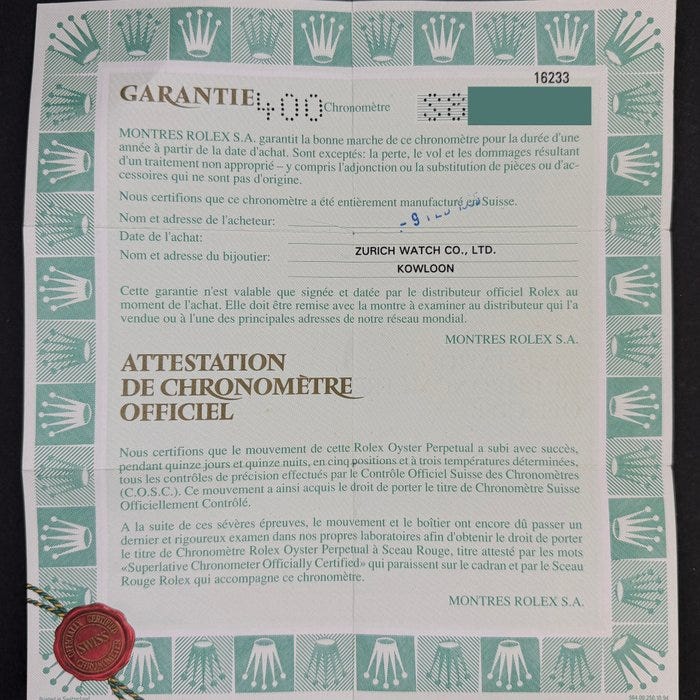 16233
GARANTIE 400 Chronomètre
MONTRES ROLEX S.A. garantit la bonne marche de ce chronomètre pour la durée d'une
année à partir de la date d'achat. Sont exceptés: la perte, le vol et les dommages résultant
d'un traitement non approprié – y compris l'adjonction ou la substitution de pièces ou d'ac-
cessoires qui ne sont pas d'origine.
Nous certifions que ce chronomètre a été entièrement manufacturé en Suisse.
Nom et adresse de l'acheteur:
Date de l'achat:
Nom et adresse du bijoutier: ZURICH WATCH CO., LTD.
KOWLOON
Cette garantie n'est valable que signée et datée par le distributeur officiel Rolex au
moment de l'achat. Elle doit être remise avec la montre à examiner au distributeur qui l'a
vendue ou à l'une des principales adresses de notre réseau mondial.
MONTRES ROLEX S.A.
ATTESTATION
DE CHRONOMÈTRE
OFFICIEL
Nous certifions que le mouvement de cette Rolex Oyster Perpetual a subi avec succès,
pendant quinze jours et quinze nuits, en cinq positions et à trois températures déterminées,
tous les contrôles de précision effectués par le Contrôle Officiel Suisse des Chronomètres
(C.O.S.C.). Ce mouvement a ainsi acquis le droit de porter le titre de Chronomètre Suisse
Officiellement Contrôlé.
A la suite de ces sévères épreuves, le mouvement et le boîtier ont encore dû passer un
dernier et rigoureux examen dans nos propres laboratoires afin d'obtenir le droit de porter
le titre de Chronomètre Rolex Oyster Perpetual à Sceau Rouge, titre attesté par les mots
«Superlative Chronometer Officially Certified» qui paraissent sur le cadran et par le Sceau
Rouge Rolex qui accompagne ce chronomètre.
MONTRES ROLEX S.A.
OFFICIALLY CERTIFIED
SWISS
CHRONOMETER
Printed in Switzerland